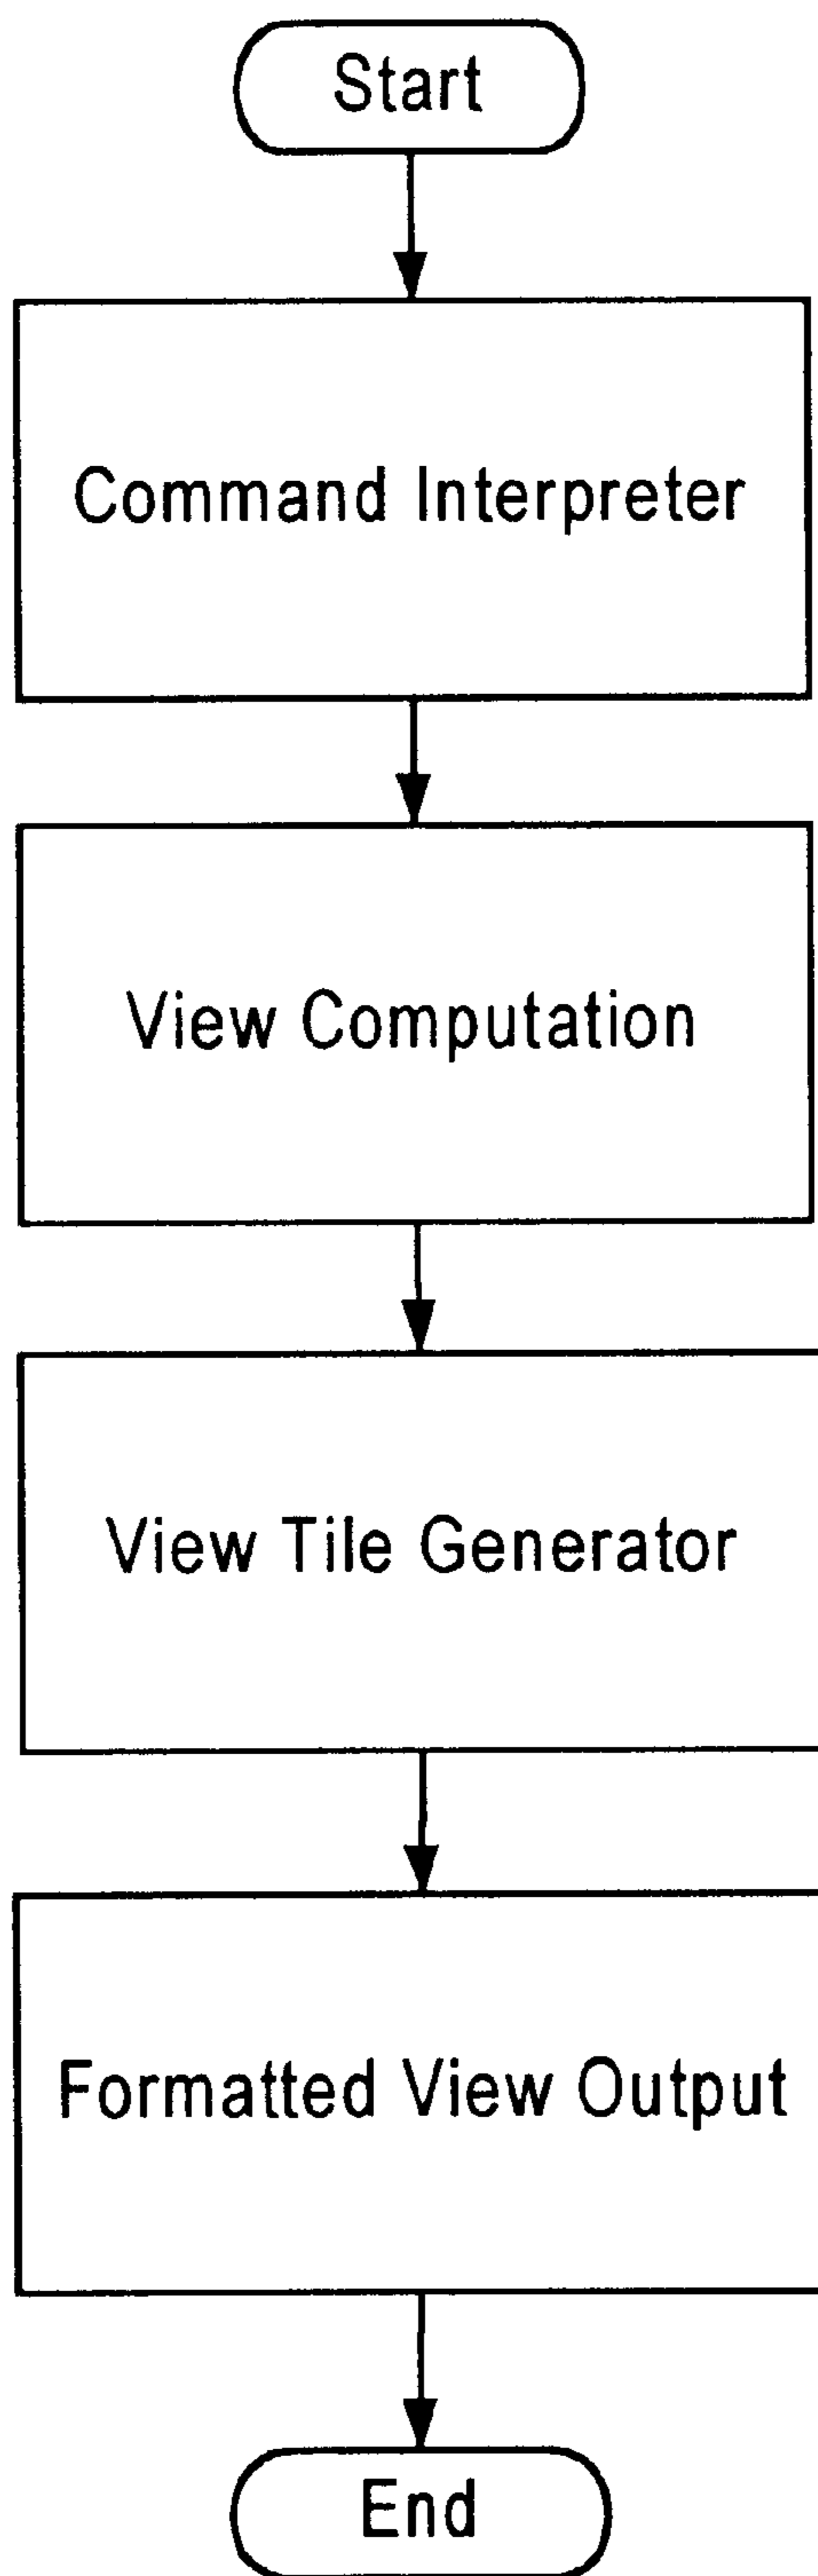 Start
Command Interpreter
View Computation
View Tile Generator
Formatted View Output
End